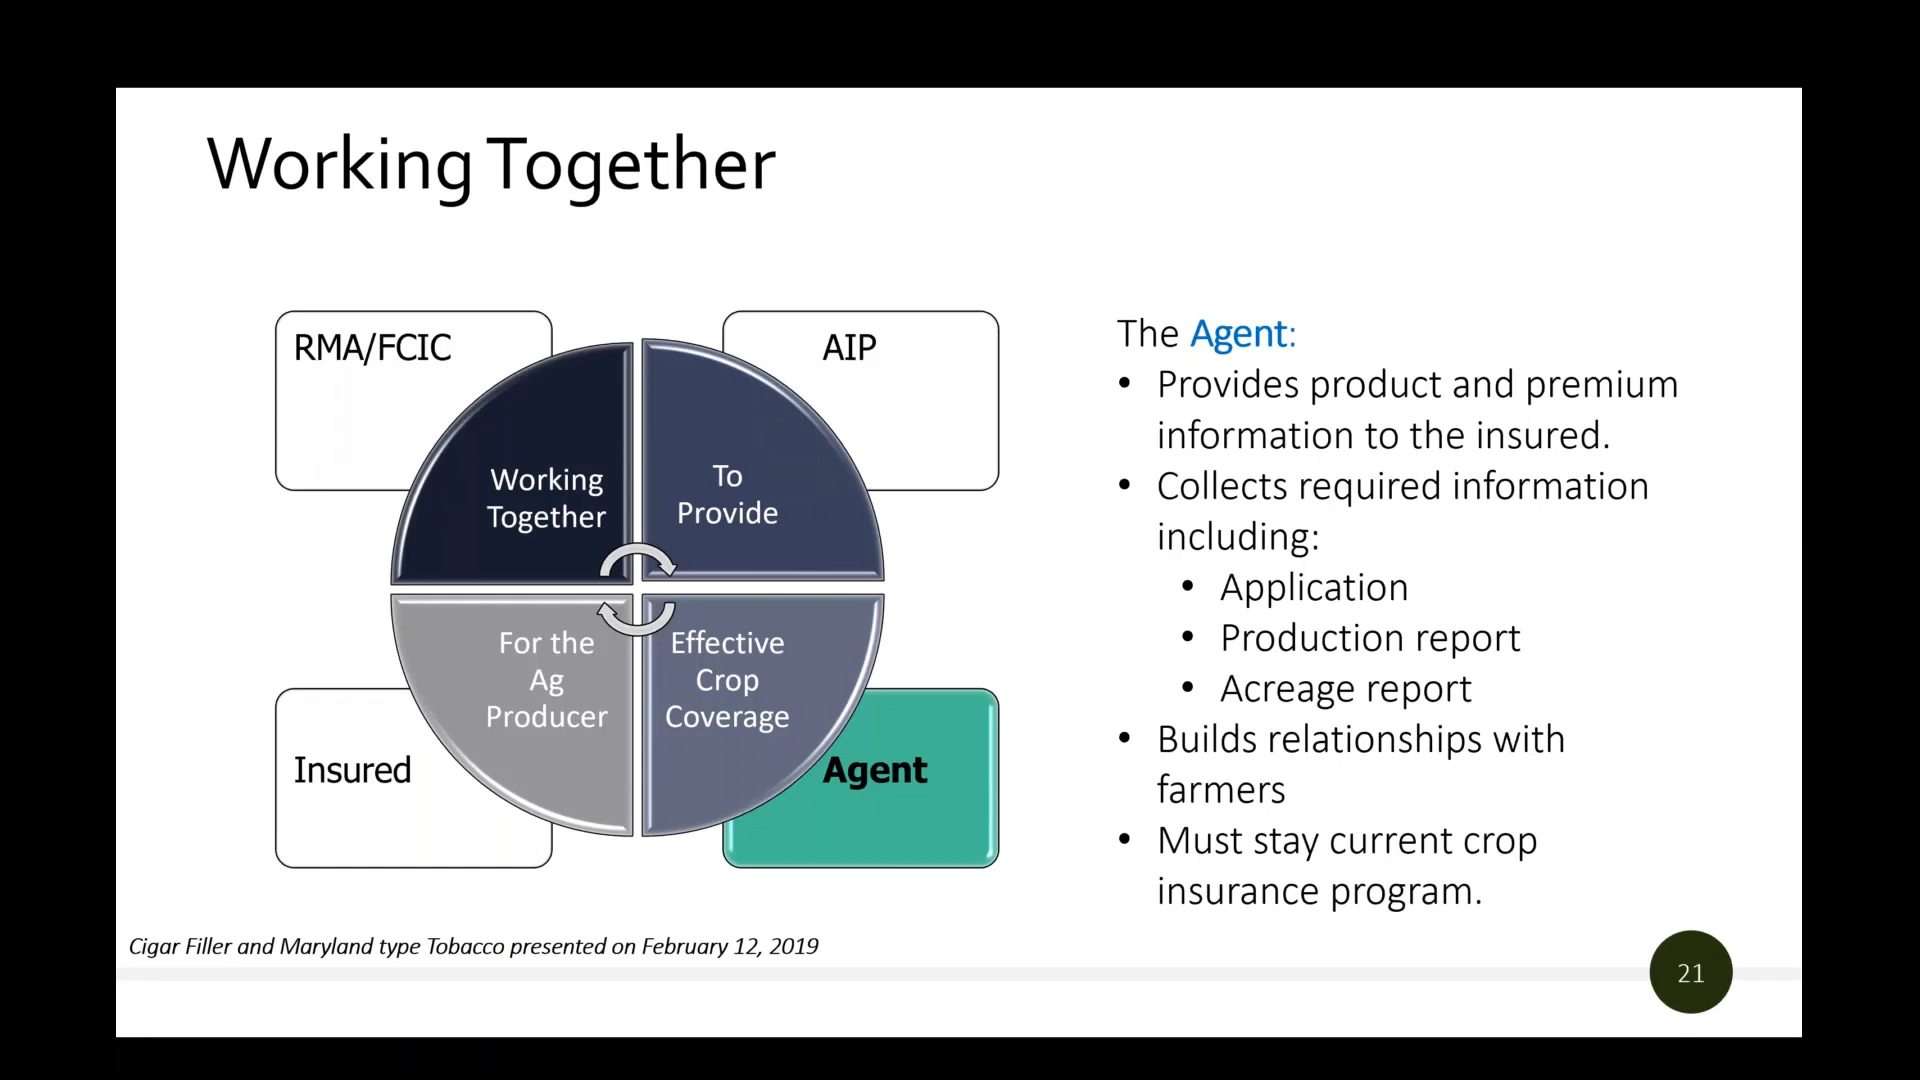 Working Together
RMA/FCIC
AIP
Working
Together
To
Provide
For the
Ag
Producer
Effective
Crop
Coverage
Insured
Agent
The Agent:
• Provides product and premium
information to the insured.
• Collects required information
including:
• Application
• Production report
• Acreage report
• Builds relationships with
farmers
• Must stay current crop
insurance program.
Cigar Filler and Maryland type Tobacco presented on February 12, 2019
21